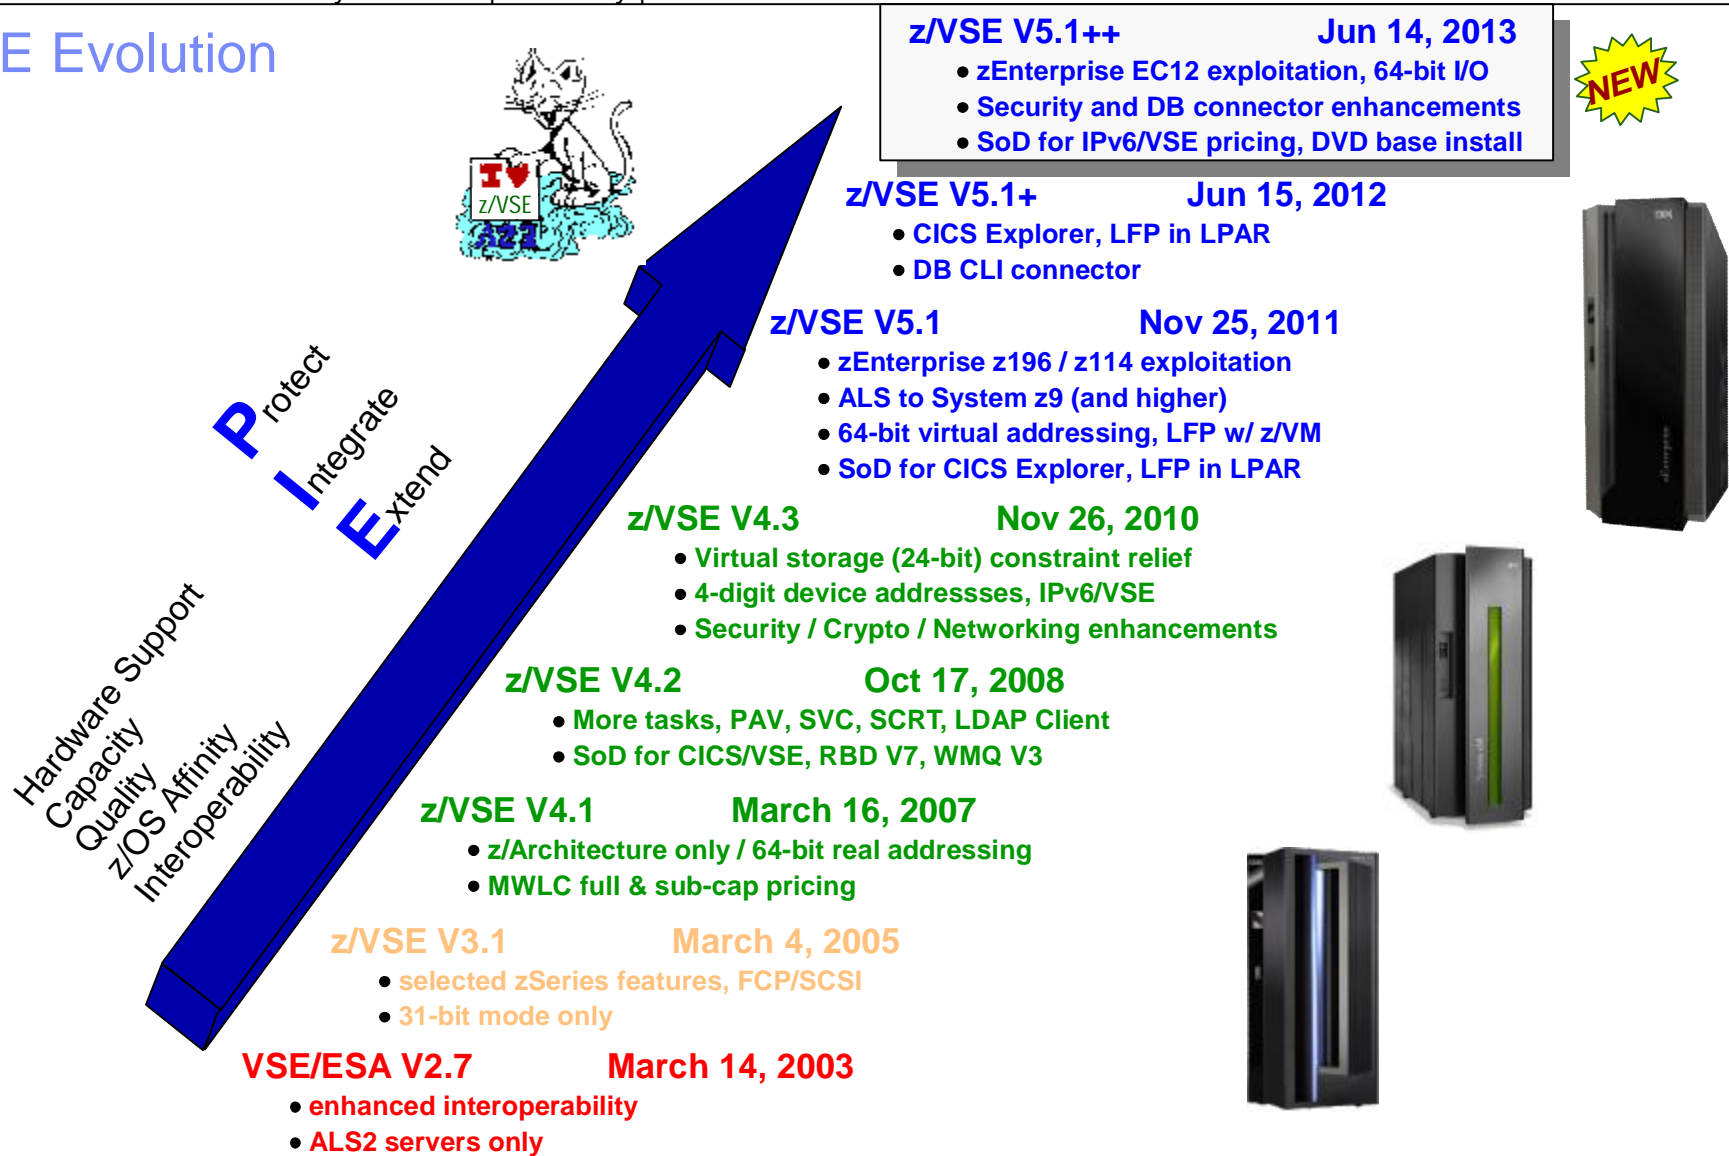 E Evolution
z/VSE V5.1++ Jun 14, 2013
• zEnterprise EC12 exploitation, 64-bit I/O
• Security and DB connector enhancements
• SoD for IPv6/VSE pricing, DVD base install
NEW
I ♥
z/VSE
z/VSE V5.1+ Jun 15, 2012
• CICS Explorer, LFP in LPAR
• DB CLI connector
z/VSE V5.1 Nov 25, 2011
• zEnterprise z196 / z114 exploitation
• ALS to System z9 (and higher)
• 64-bit virtual addressing, LFP w/ z/VM
• SoD for CICS Explorer, LFP in LPAR
Protect
Integrate
Extend
z/VSE V4.3 Nov 26, 2010
• Virtual storage (24-bit) constraint relief
• 4-digit device addressses, IPv6/VSE
• Security / Crypto / Networking enhancements
Hardware Support
Capacity
Quality
z/OS Affinity
Interoperability
z/VSE V4.2 Oct 17, 2008
• More tasks, PAV, SVC, SCRT, LDAP Client
• SoD for CICS/VSE, RBD V7, WMQ V3
z/VSE V4.1 March 16, 2007
• z/Architecture only / 64-bit real addressing
• MWLC full & sub-cap pricing
z/VSE V3.1 March 4, 2005
• selected zSeries features, FCP/SCSI
• 31-bit mode only
VSE/ESA V2.7 March 14, 2003
• enhanced interoperability
• ALS2 servers only